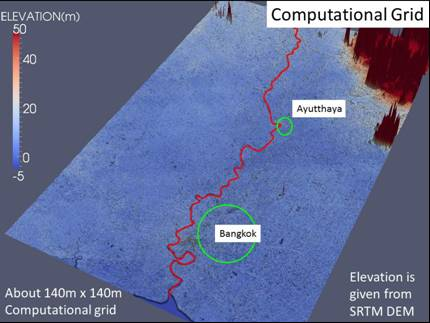 ELEVATION(m)
50
40
20
0
-5
Computational Grid
Ayutthaya
Bangkok
About 140m x 140m
Computational grid
Elevation is
given from
SRTM DEM